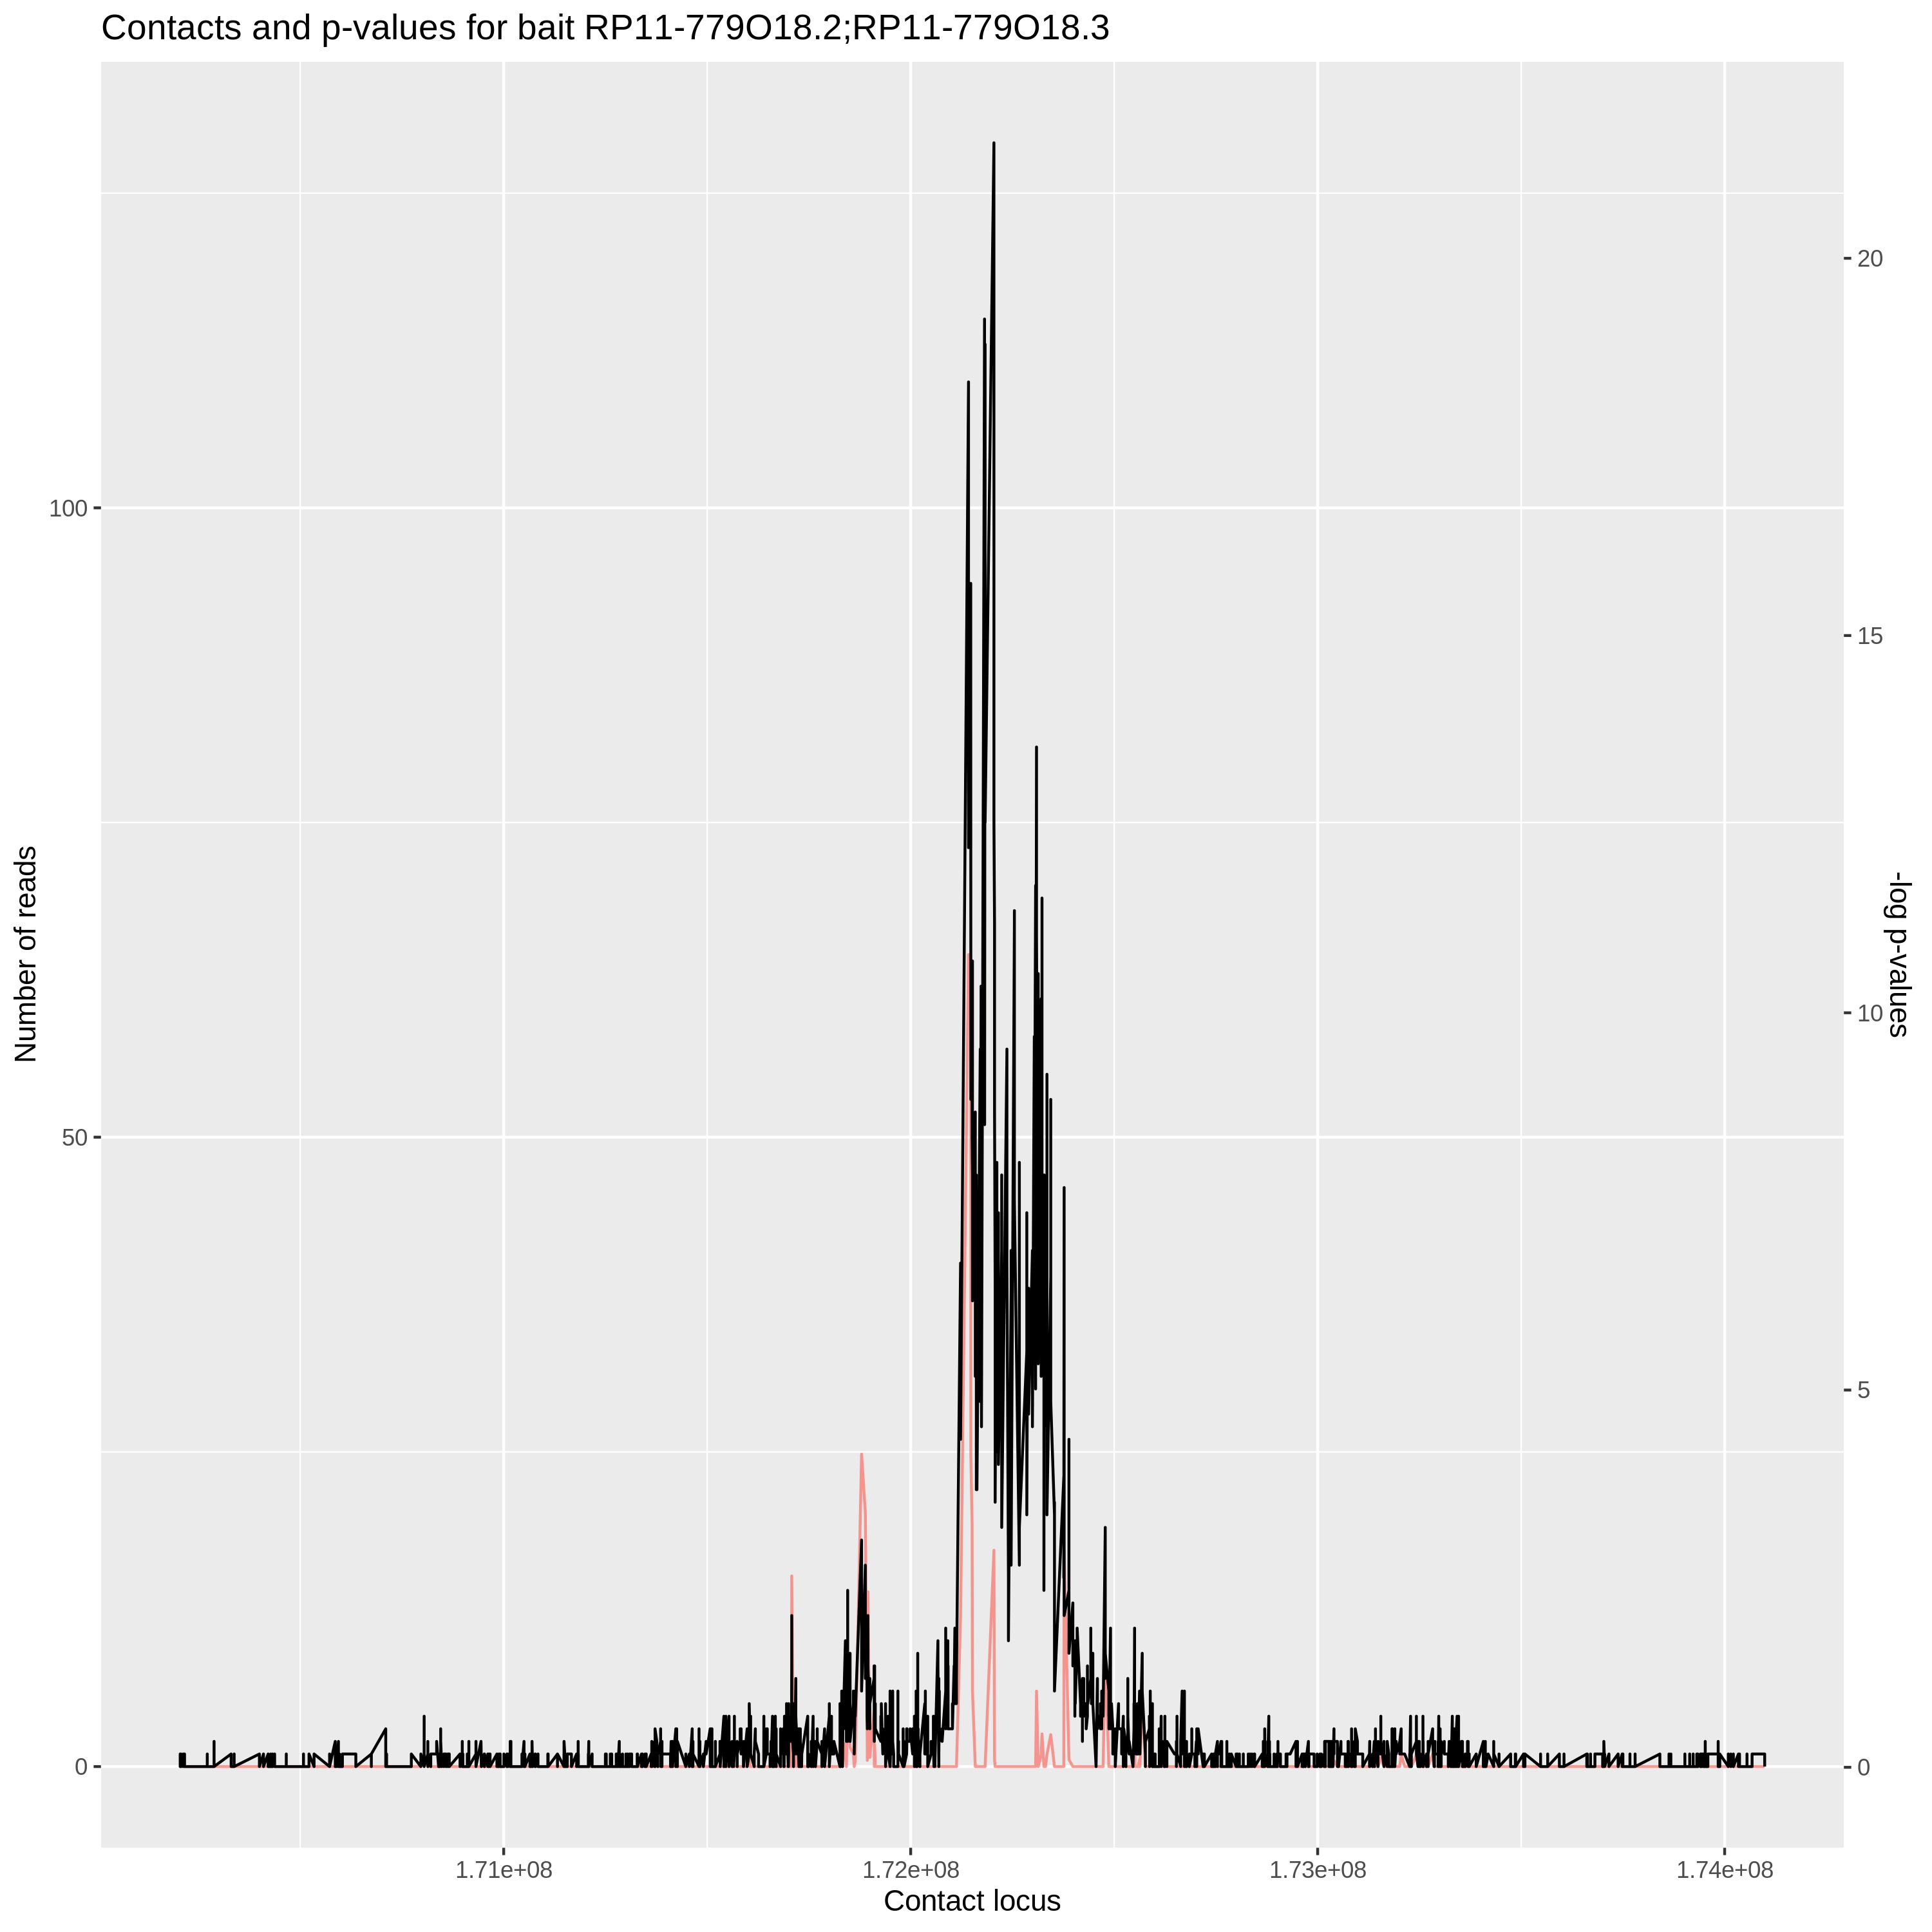 Contacts and p-values for bait RP11-779O18.2;RP11-779O18.3
Number of reads
100
50
0
20
15
10
5
0
-log p-values
1.71e+08
1.72e+08
1.73e+08
1.74e+08
Contact locus